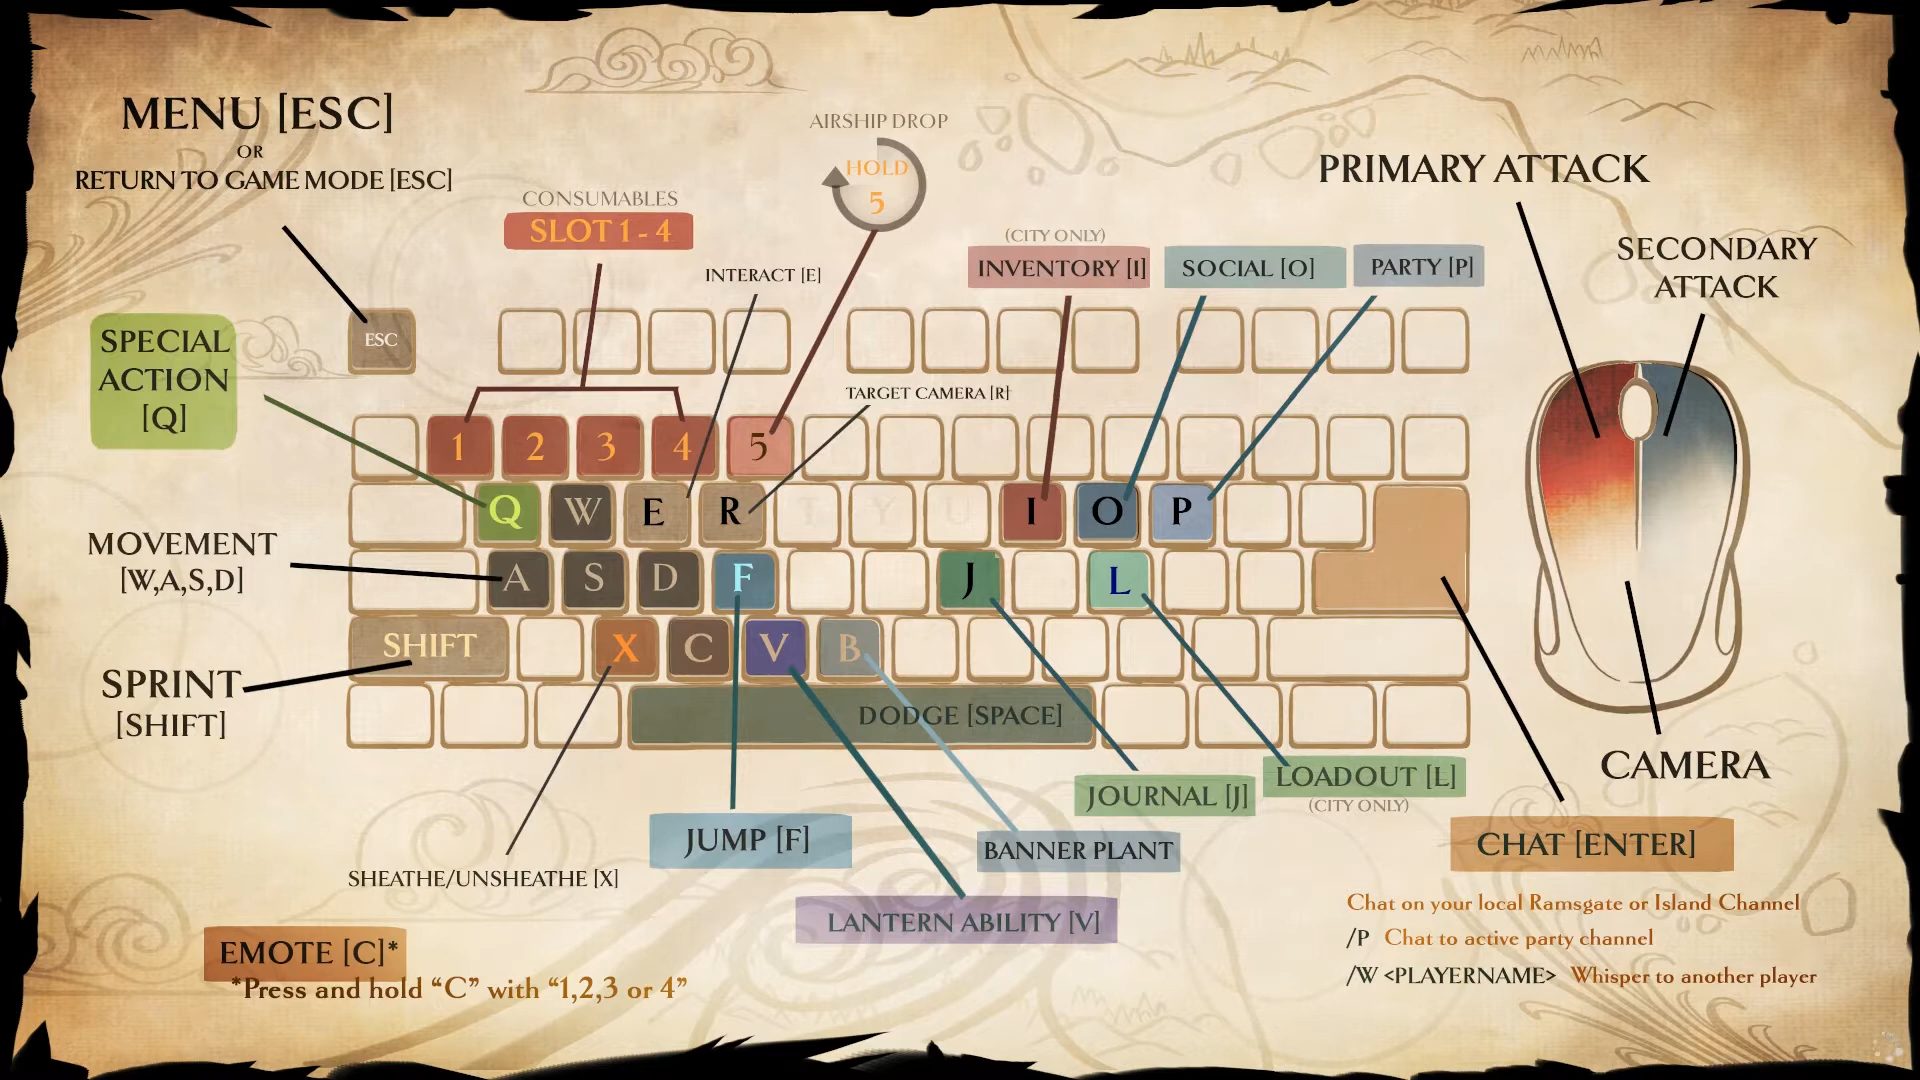 MENU [ESC]
OR
RETURN TO GAME MODE [ESC]
AIRSHIP DROP
HOLD
5
CONSUMABLES
SLOT 1 - 4
INTERACT [E]
(CITY ONLY)
INVENTORY [I]
SOCIAL [O]
PARTY [P]
PRIMARY ATTACK
SECONDARY
ATTACK
SPECIAL
ACTION
[Q]
ESC
TARGET CAMERA [R]
1 2 3 4 5
Q W E R T Y U I O P
MOVEMENT
[W,A,S,D]
A S D F J L
SHIFT X C V B
SPRINT
[SHIFT]
DODGE [SPACE]
CAMERA
LOADOUT [L]
(CITY ONLY)
JOURNAL [J]
JUMP [F]
BANNER PLANT
CHAT [ENTER]
SHEATHE/UNSHEATHE [X]
LANTERN ABILITY [V]
Chat on your local Ramsgate or Island Channel
/P Chat to active party channel
/W <PLAYERNAME> Whisper to another player
EMOTE [C]*
*Press and hold “C” with “1,2,3 or 4”